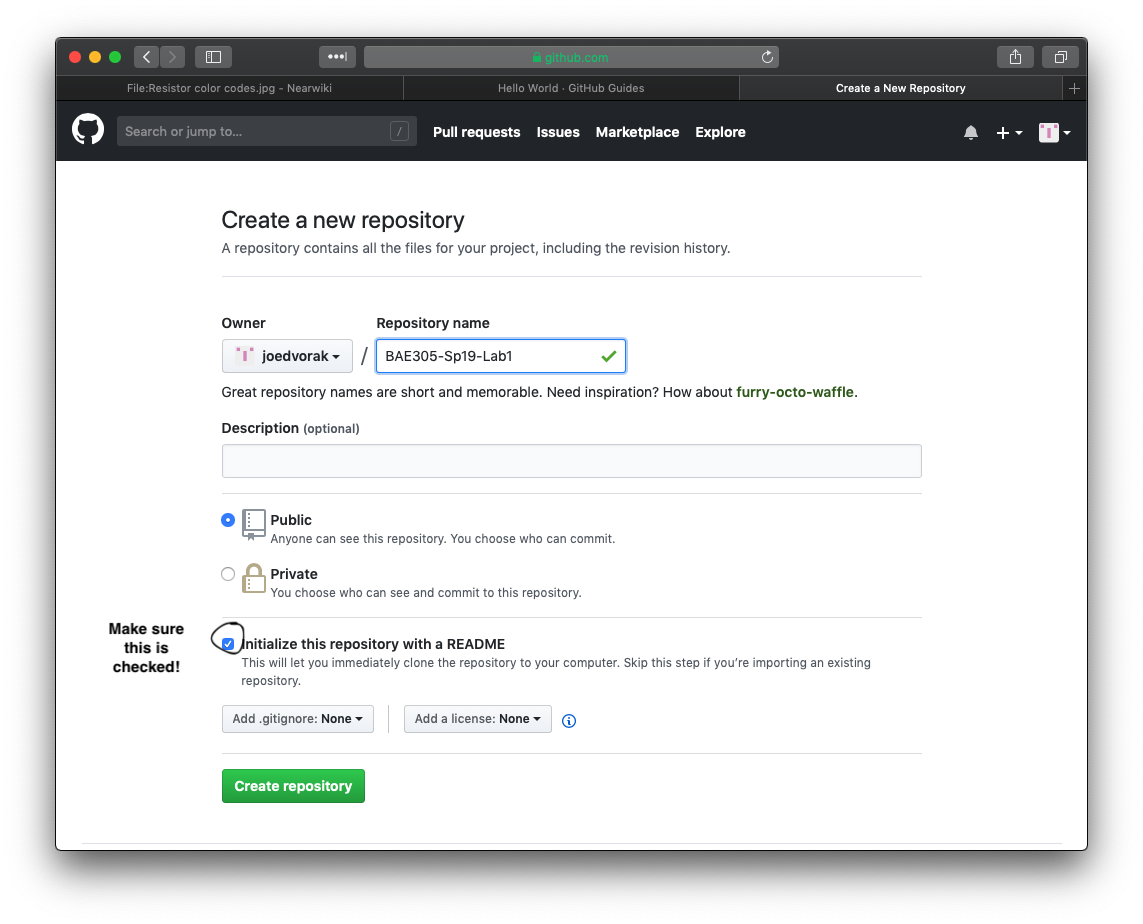 github.com
File:Resistor color codes.jpg - Nearwiki
Hello World · GitHub Guides
Create a New Repository
Search or jump to...
/
Pull requests
Issues
Marketplace
Explore
Create a new repository
A repository contains all the files for your project, including the revision history.
Owner
Repository name
joedvorak
/
BAE305-Sp19-Lab1
Great repository names are short and memorable. Need inspiration? How about furry-octo-waffle.
Description (optional)
Public
Anyone can see this repository. You choose who can commit.
Private
You choose who can see and commit to this repository.
Make sure
this is
checked!
Initialize this repository with a README
This will let you immediately clone the repository to your computer. Skip this step if you’re importing an existing
repository.
Add .gitignore: None
Add a license: None
Create repository